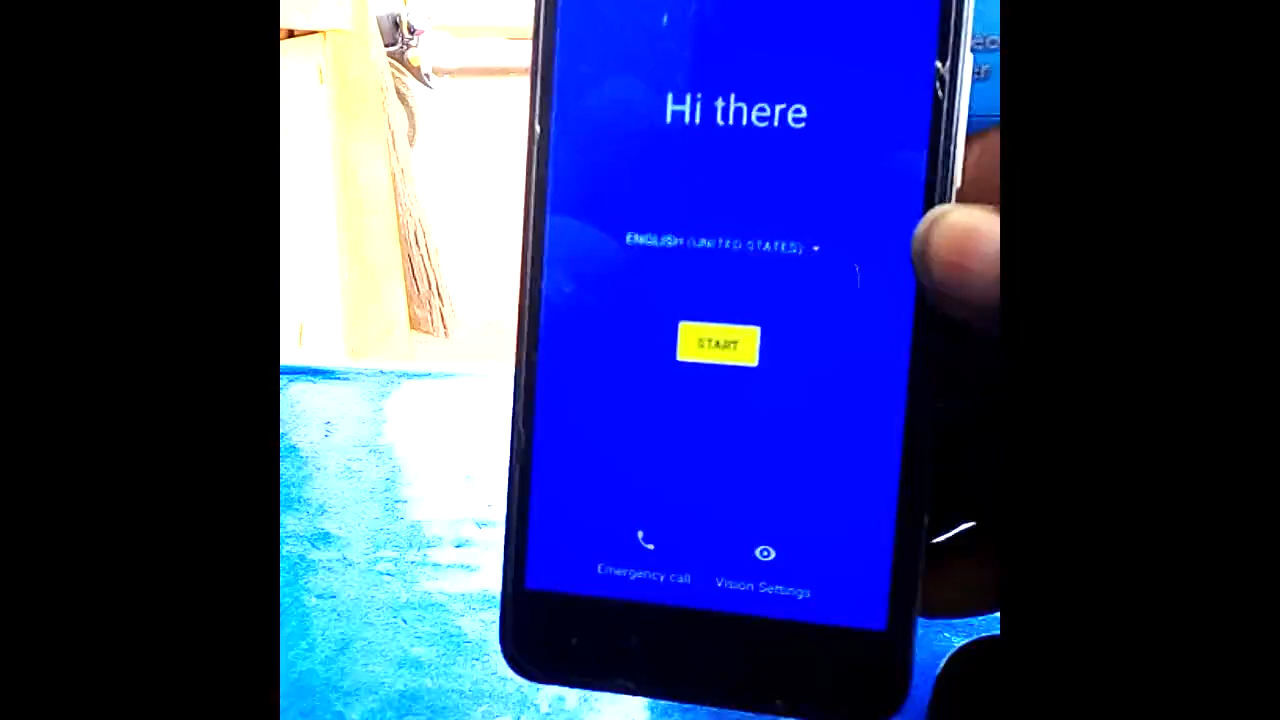 Hi there
ENGLISH (UNITED STATES)
START
Emergency call
Vision Settings